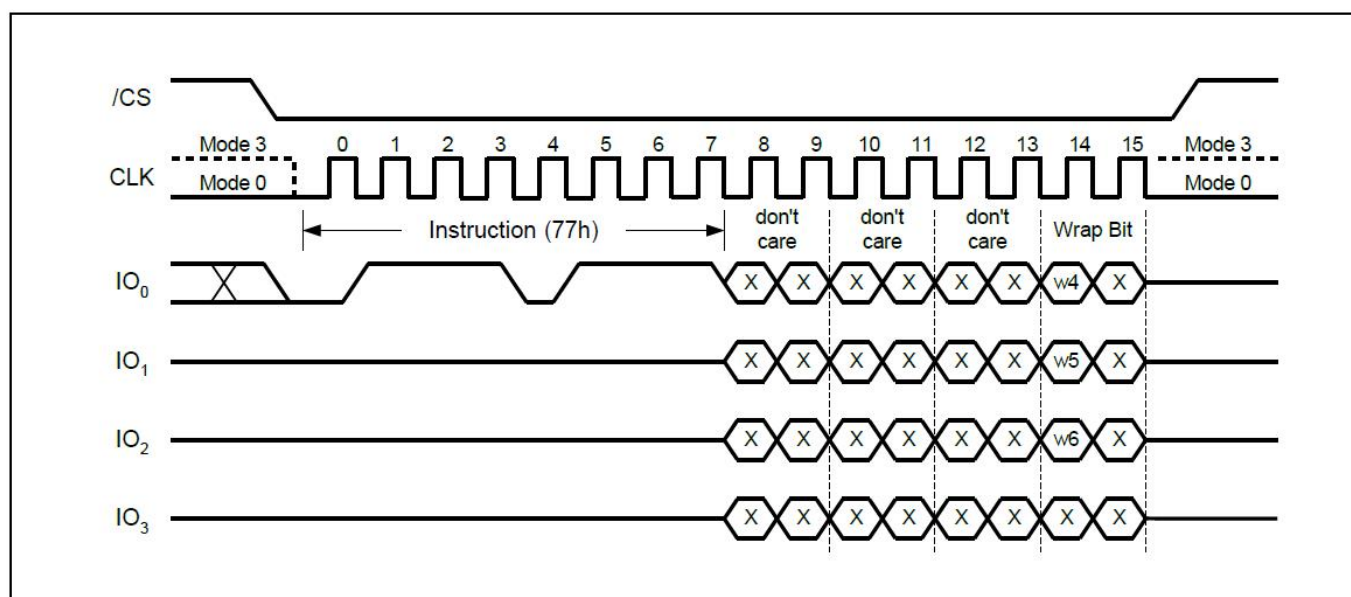 /CS
Mode 3 0 1 2 3 4 5 6 7 8 9 10 11 12 13 14 15 Mode 3
CLK
Mode 0 Mode 0
Instruction (77h) don't care don't care don't care Wrap Bit
IO0 X X X X X X X w4 X
IO1 X X X X X X w5 X
IO2 X X X X X X w6 X
IO3 X X X X X X X X